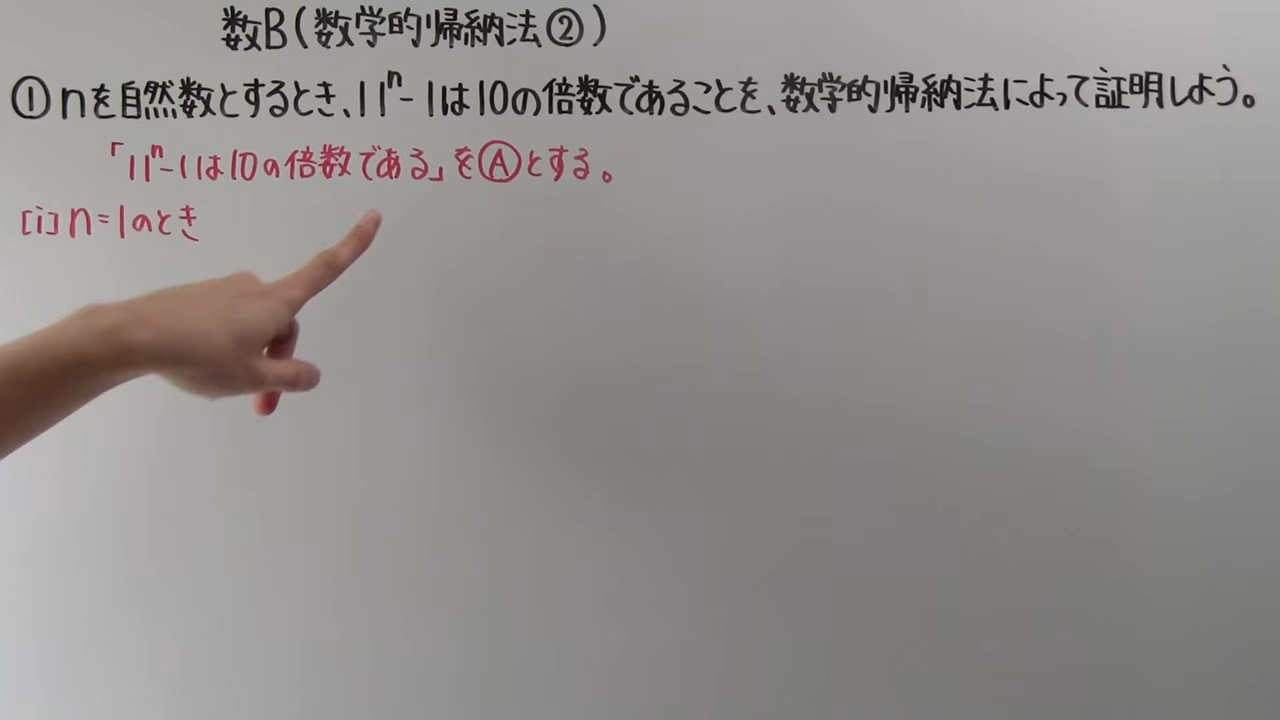 数B(数学的帰納法②)
①nを自然数とするとき、11ⁿ-1は10の倍数であることを、数学的帰納法によって証明しよう。
「11ⁿ-1は10の倍数である」をⒶとする。
[i]n=1のとき